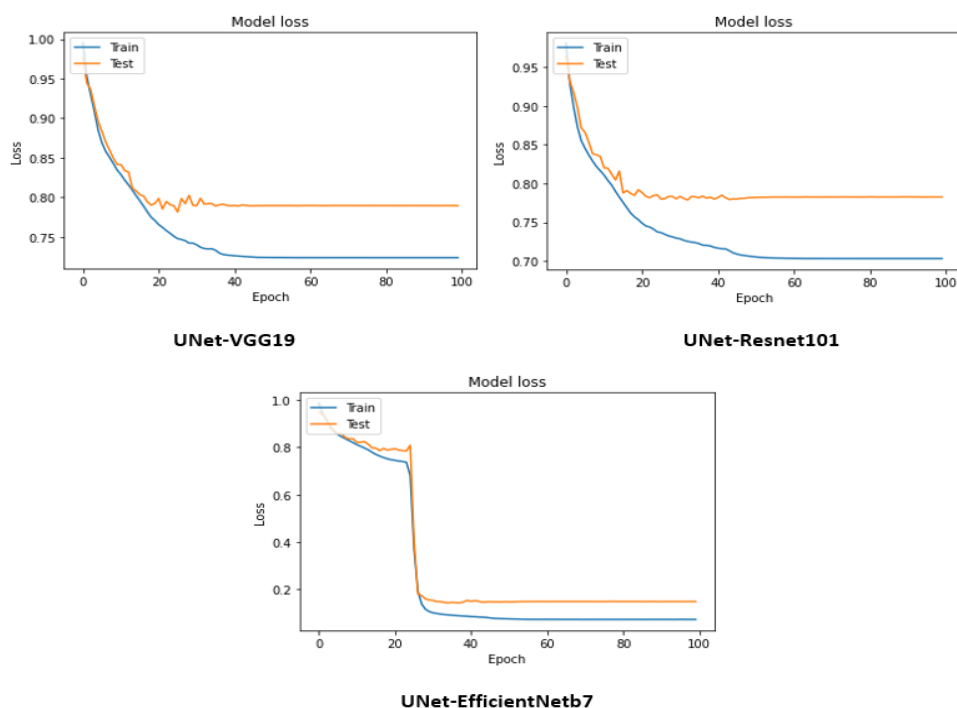 Model loss
1.00
0.95
0.90
0.85
0.80
0.75
Loss
Train
Test
0 20 40 60 80 100
Epoch
UNet-VGG19
Model loss
0.95
0.90
0.85
0.80
0.75
0.70
Loss
Train
Test
0 20 40 60 80 100
Epoch
UNet-Resnet101
Model loss
1.0
0.8
0.6
0.4
0.2
Loss
Train
Test
0 20 40 60 80 100
Epoch
UNet-EfficientNetb7